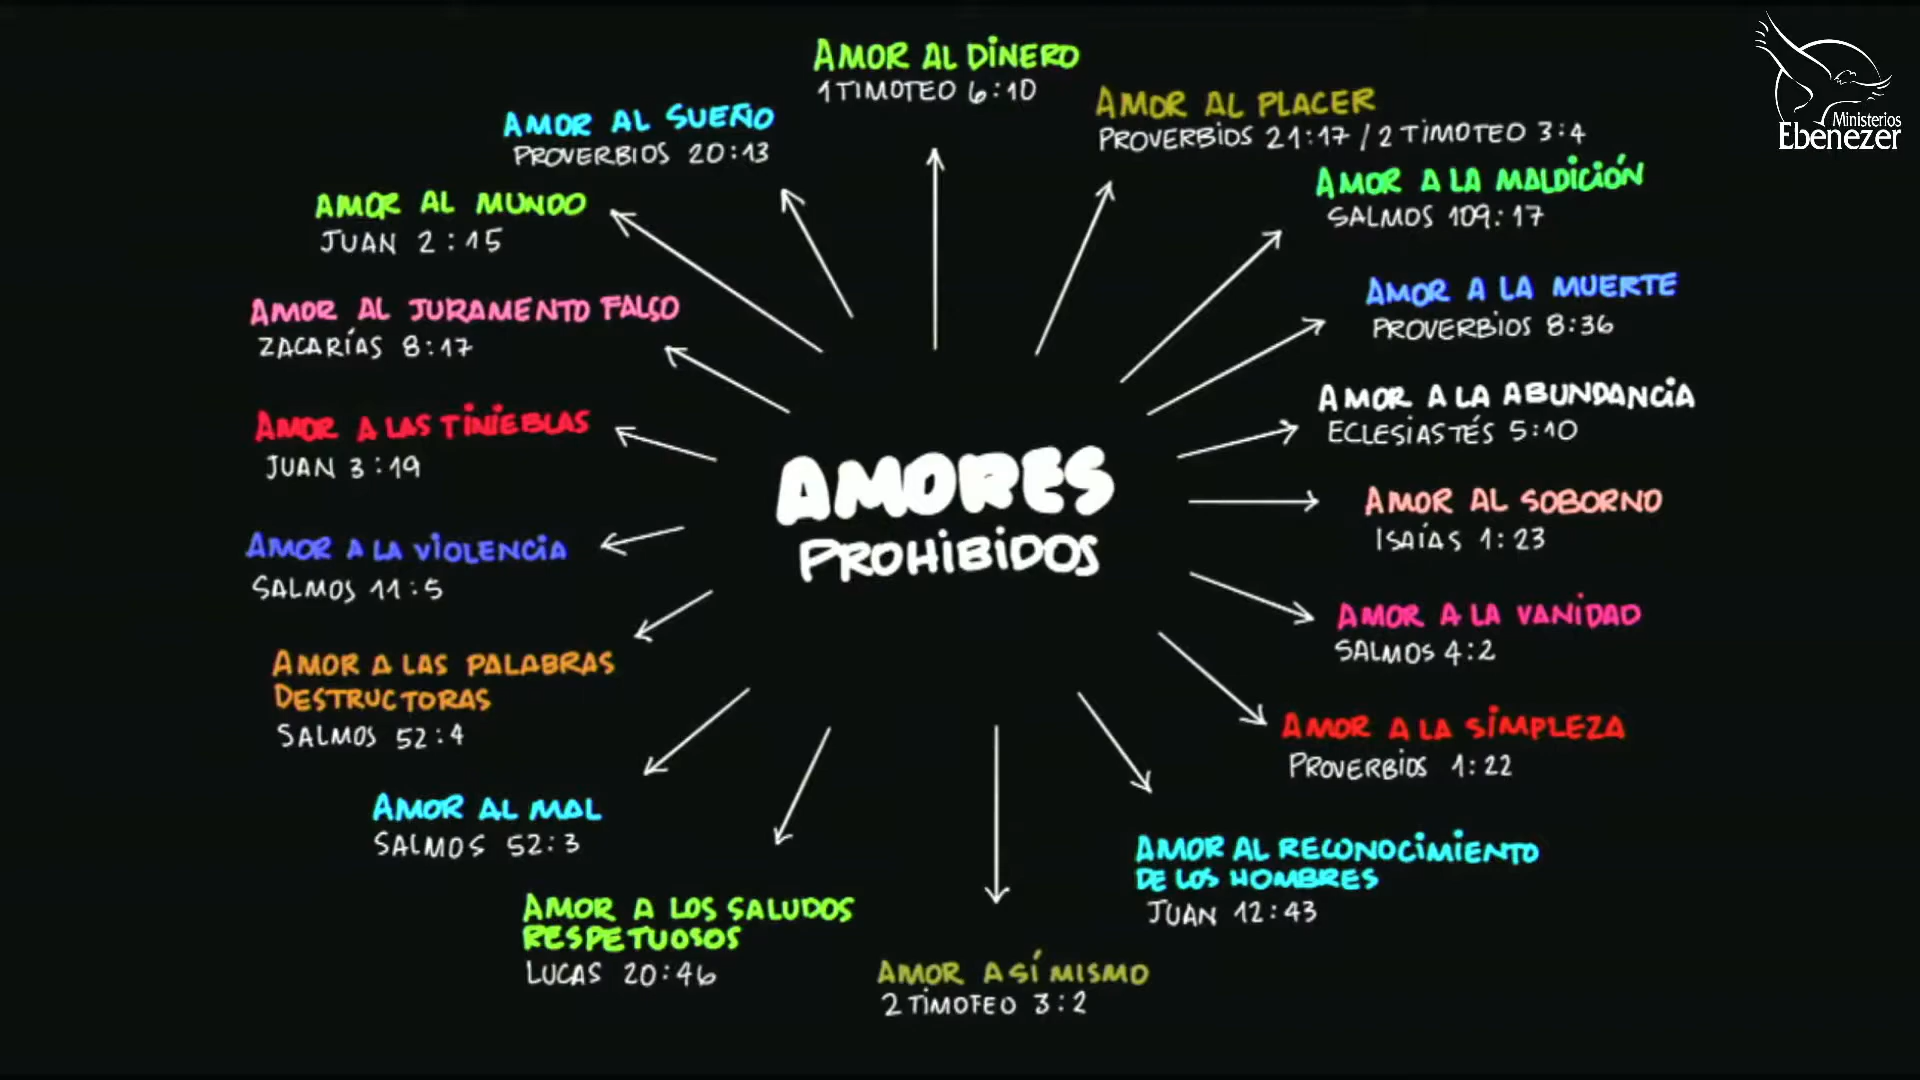 AMOR AL DINERO
1 TIMOTEO 6:10
AMOR AL PLACER
PROVERBIOS 21:17 / 2 TIMOTEO 3:4
AMOR A LA MALDICIÓN
SALMOS 109:17
AMOR A LA MUERTE
PROVERBIOS 8:36
AMOR A LA ABUNDANCIA
ECLESIASTÉS 5:10
AMOR AL SOBORNO
ISAÍAS 1:23
AMOR A LA VANIDAD
SALMOS 4:2
AMOR A LA SIMPLEZA
PROVERBIOS 1:22
AMOR AL RECONOCIMIENTO
DE LOS HOMBRES
JUAN 12:43
AMOR A SÍ MISMO
2 TIMOFEO 3:2
AMOR A LOS SALUDOS
RESPETUOSOS
LUCAS 20:46
AMOR AL MAL
SALMOS 52:3
AMOR A LAS PALABRAS
DESTRUCTORAS
SALMOS 52:4
AMOR A LA VIOLENCIA
SALMOS 11:5
AMOR A LAS TINIEBLAS
JUAN 3:19
AMOR AL JURAMENTO FALSO
ZACARÍAS 8:17
AMOR AL MUNDO
JUAN 2:15
AMOR AL SUEÑO
PROVERBIOS 20:13
AMORES
PROHIBIDOS
Ministerios
Ebenezer